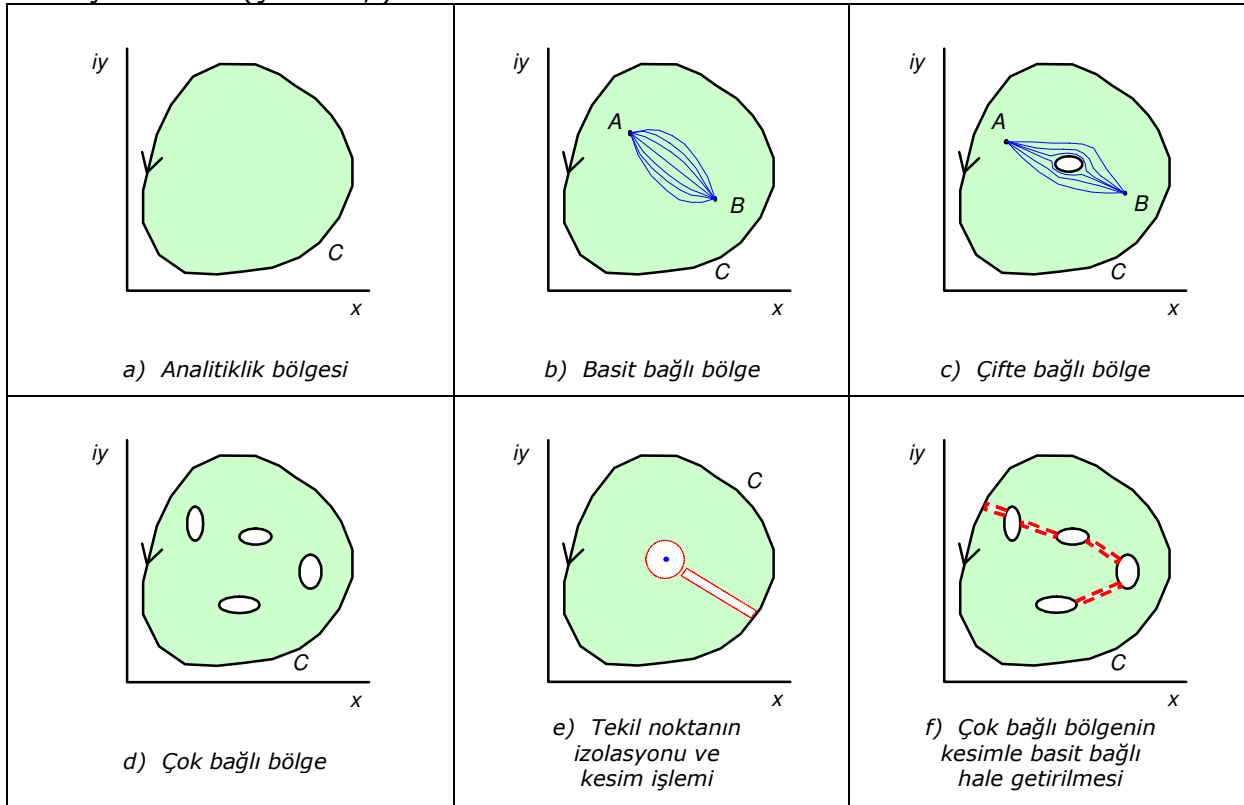 iy
C
x
a) Analitiklik bölgesi
iy
A
B
C
x
b) Basit bağlı bölge
iy
A
B
C
x
c) Çifte bağlı bölge
iy
C
x
d) Çok bağlı bölge
iy
C
x
e) Tekil noktanın
izolasyonu ve
kesim işlemi
iy
C
x
f) Çok bağlı bölgenin
kesimle basit bağlı
hale getirilmesi